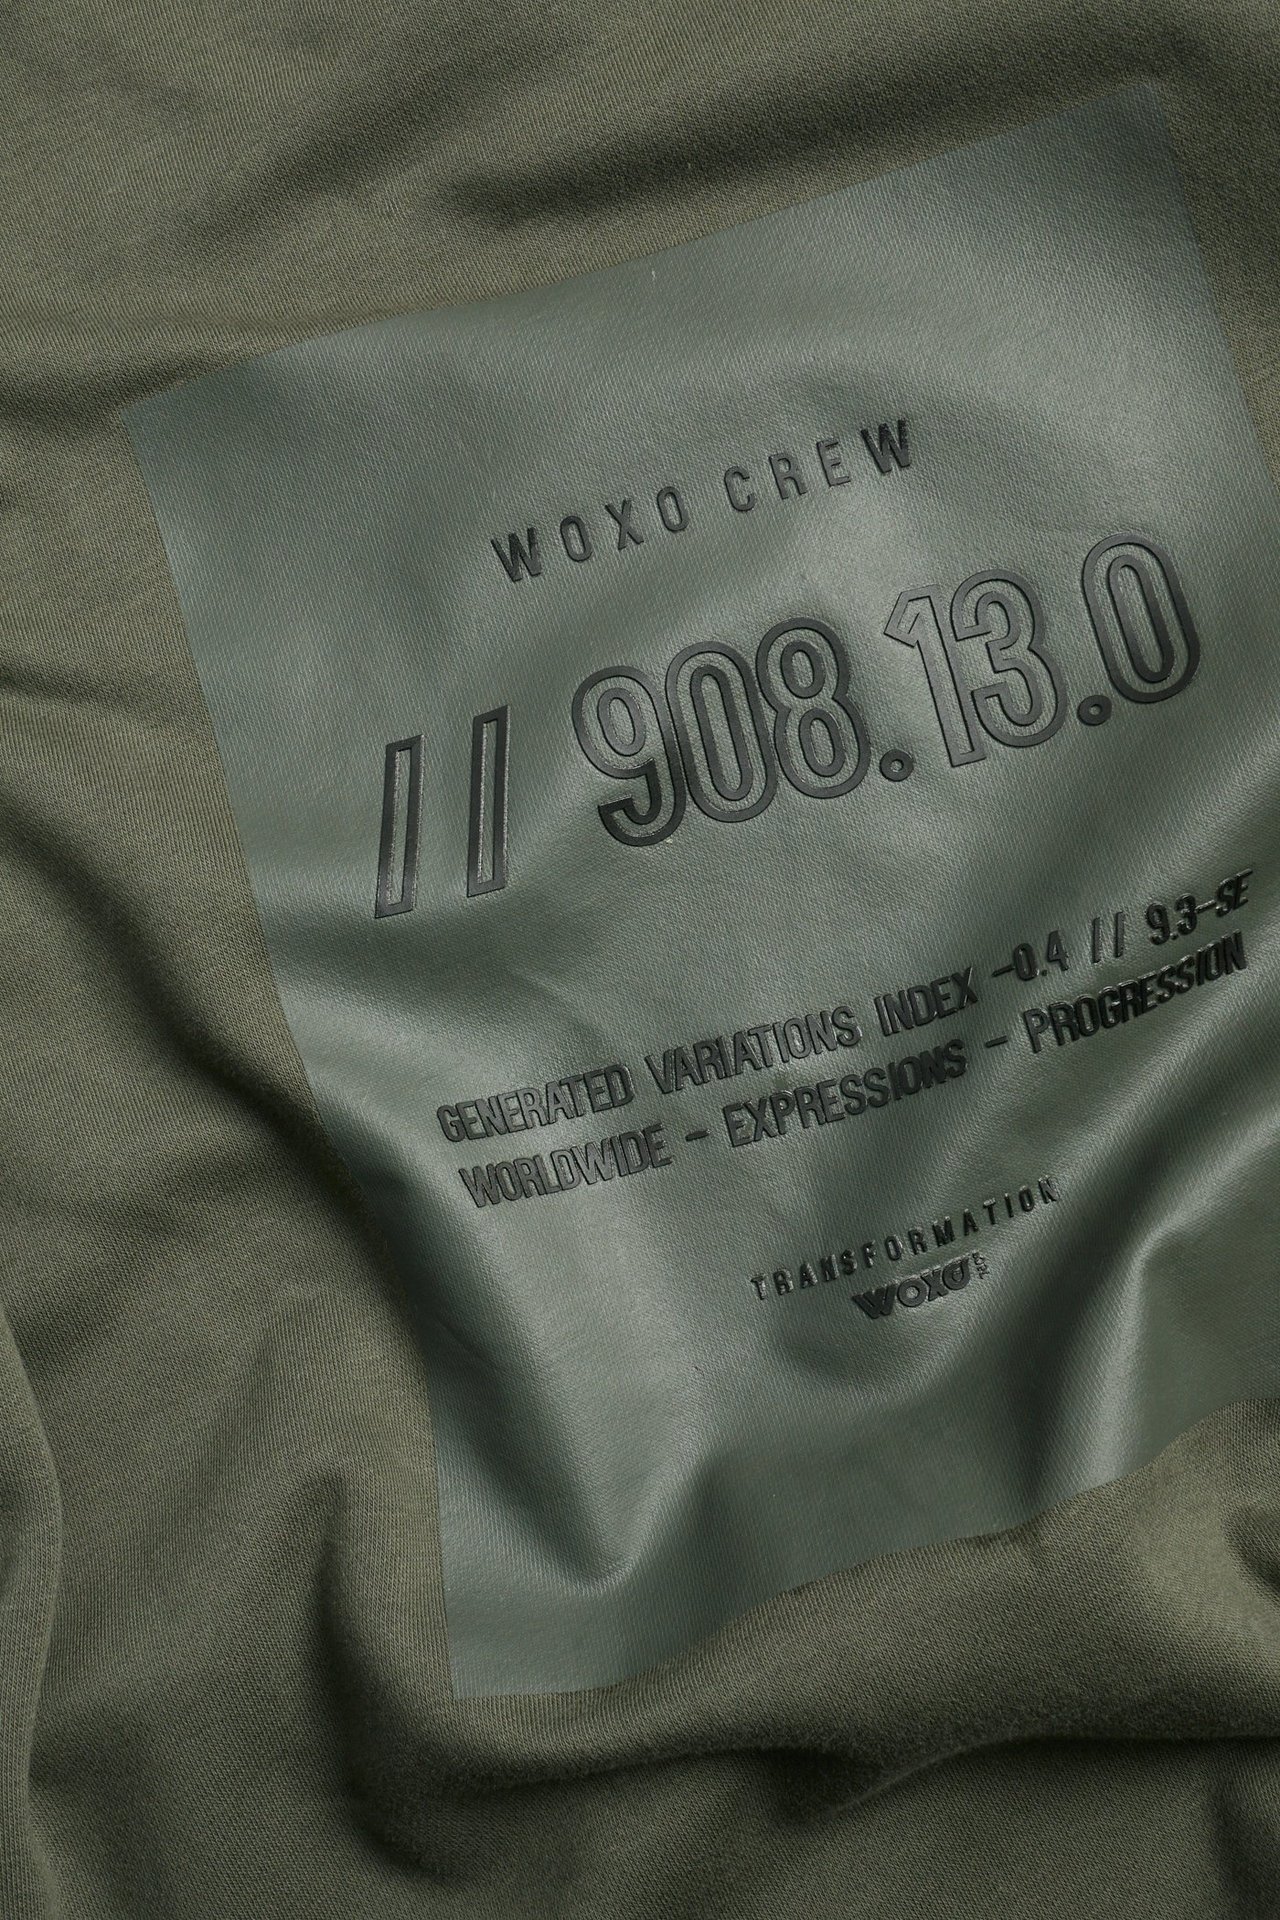 WOXO CREW
// 908.13.0
GENERATED VARIATIONS INDEX -0.4 // 9.3-SE
WORLDWIDE - EXPRESSIONS - PROGRESSION
TRANSFORMATION
WOXO